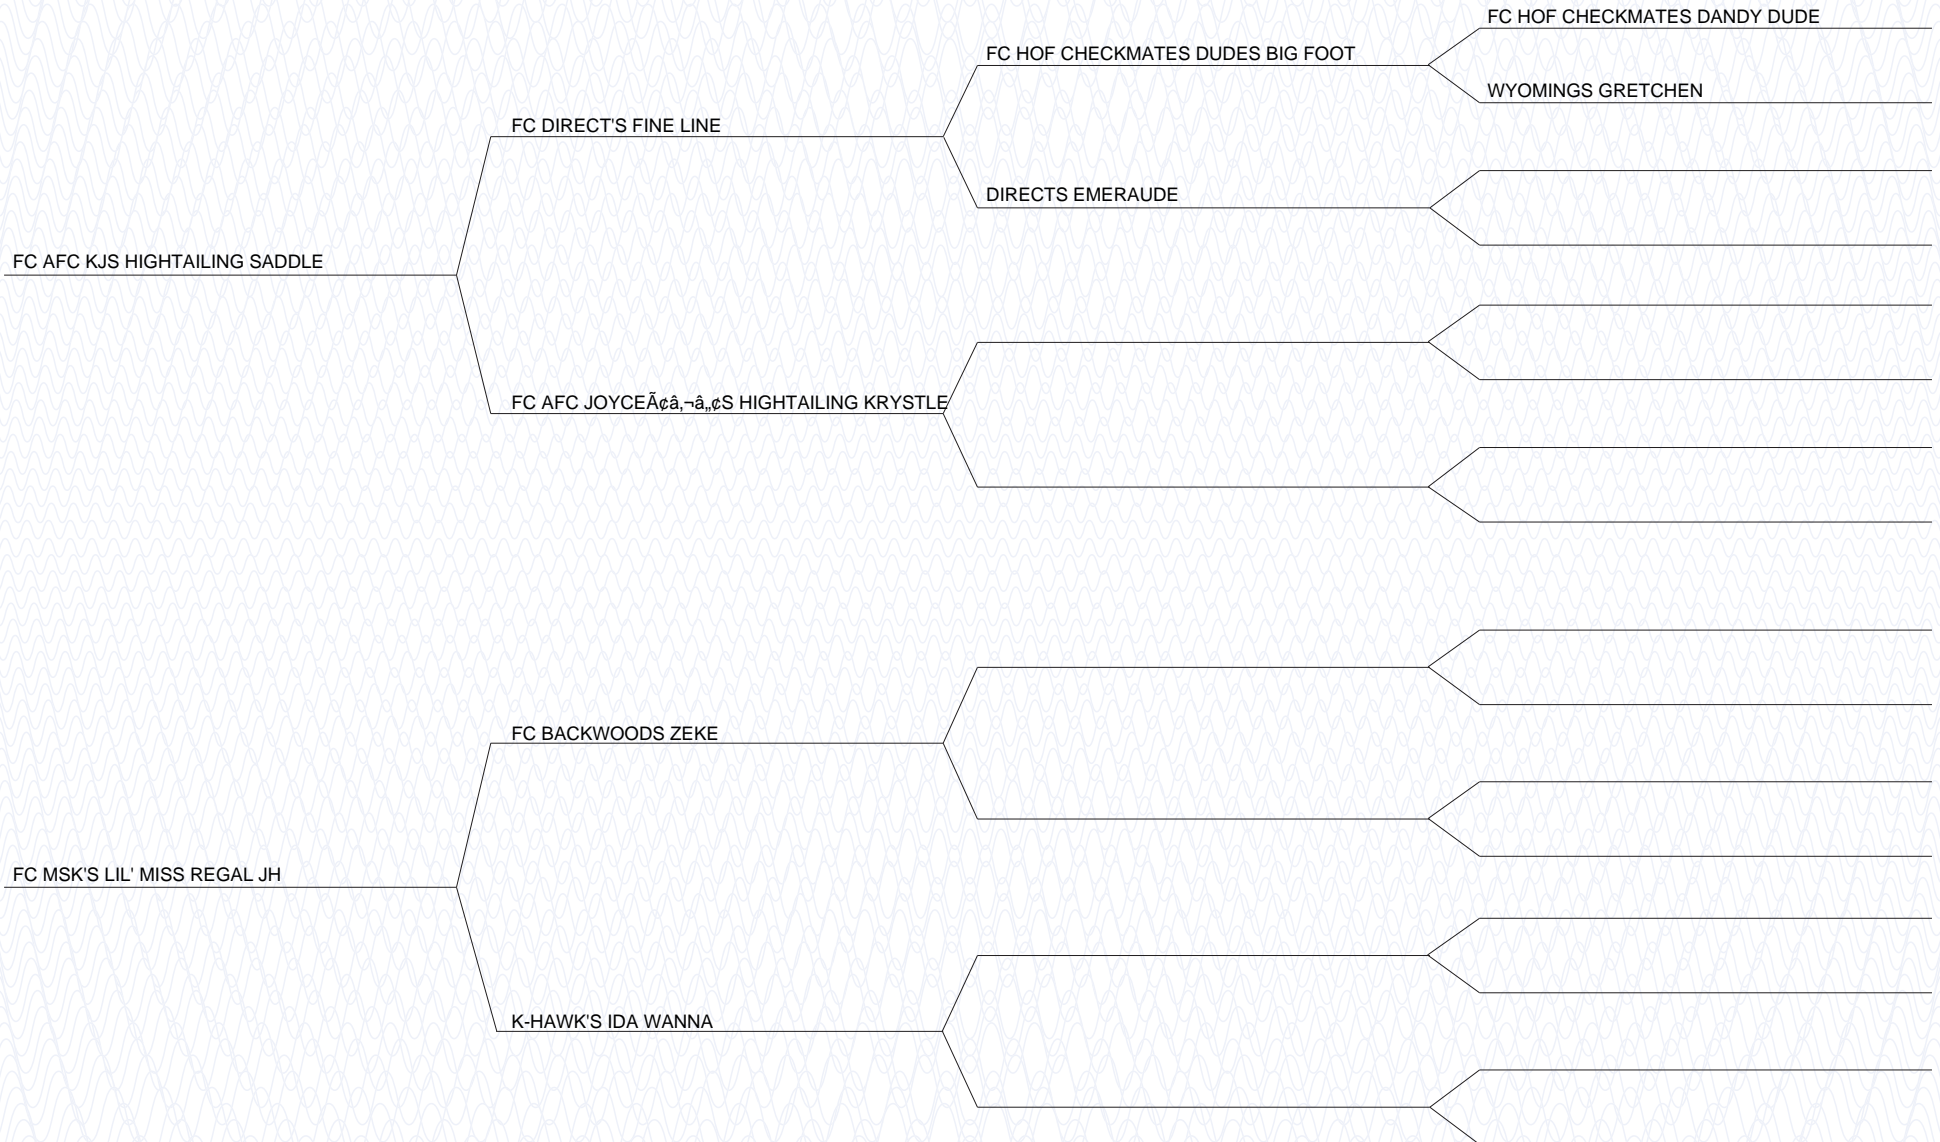 FC HOF CHECKMATES DANDY DUDE
FC HOF CHECKMATES DUDES BIG FOOT
WYOMINGS GRETCHEN
FC DIRECT'S FINE LINE
DIRECTS EMERAUDE
FC AFC KJS HIGHTAILING SADDLE
FC AFC JOYCEÃ¢â‚¬â„¢S HIGHTAILING KRYSTLE
FC BACKWOODS ZEKE
FC MSK'S LIL' MISS REGAL JH
K-HAWK'S IDA WANNA